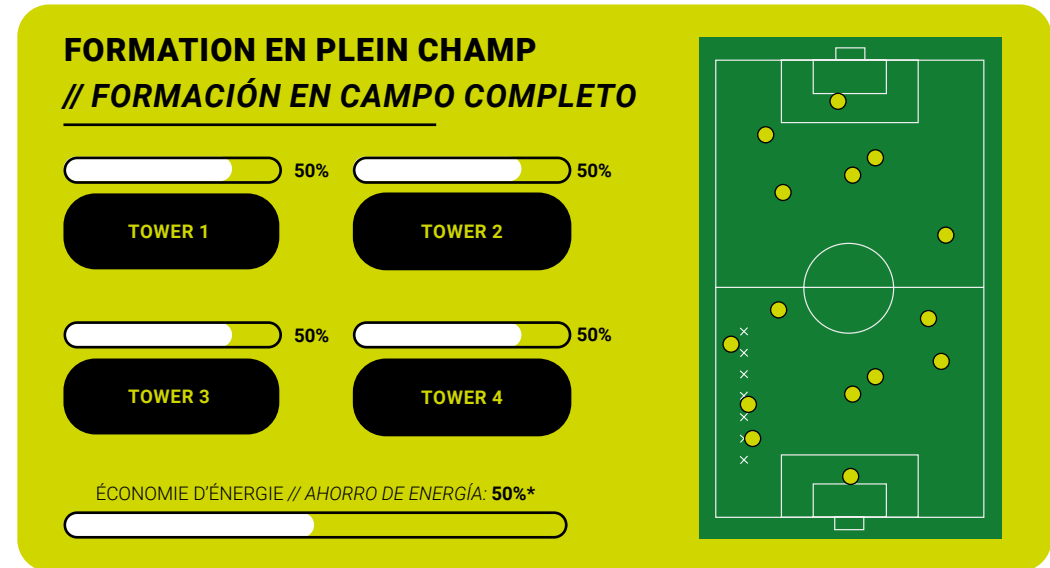 FORMATION EN PLEIN CHAMP
// FORMACIÓN EN CAMPO COMPLETO
50%
50%
TOWER 1
TOWER 2
50%
50%
TOWER 3
TOWER 4
ÉCONOMIE D'ÉNERGIE // AHORRO DE ENERGÍA: 50%*